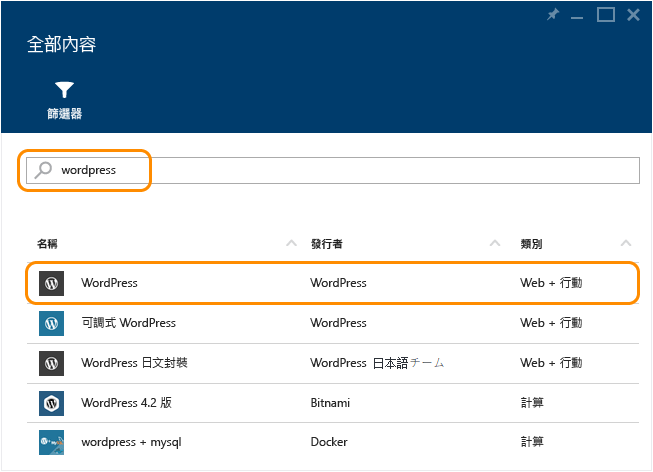 全部內容
篩選器
wordpress
名稱 發行者 類別
WordPress WordPress Web + 行動
可調式 WordPress WordPress Web + 行動
WordPress 日文封裝 WordPress 日本語チーム Web + 行動
WordPress 4.2 版 Bitnami 計算
wordpress + mysql Docker 計算